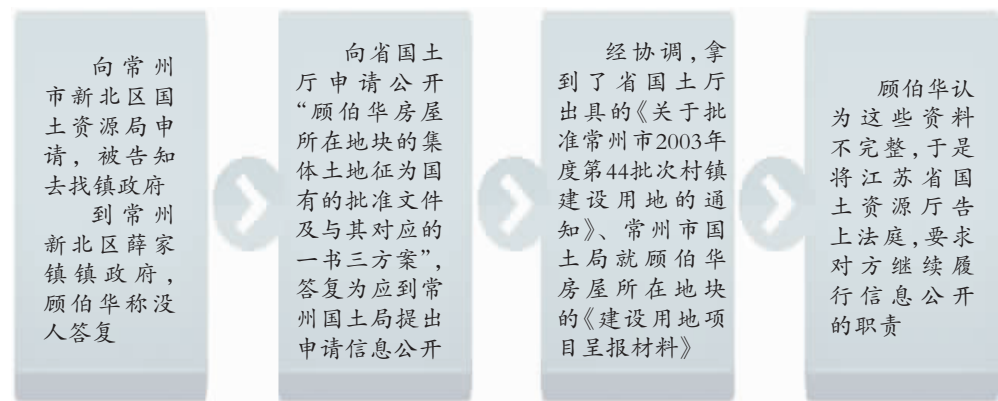 向常州
市新北区国
土资源局申
请，被告知
去找镇政府
到常州
新北区薛家
镇镇政府，
顾伯华称没
人答复
向省国土
厅申请公开
“顾伯华房屋
所在地块的集
体土地征为国
有的批准文件
及与其对应的
一书三方案”，
答复为应到常
州国土局提出
申请信息公开
经协调，拿
到了省国土厅
出具的《关于批
准常州市2003年
度第44批次村镇
建设用地的通
知》、常州市国
土局就顾伯华
房屋所在地块
的《建设用地项
目呈报材料》
顾伯华认
为这些资料
不完整，于是
将江苏省国
土资源厅告
上法庭，要求
对方继续履
行信息公开
的职责